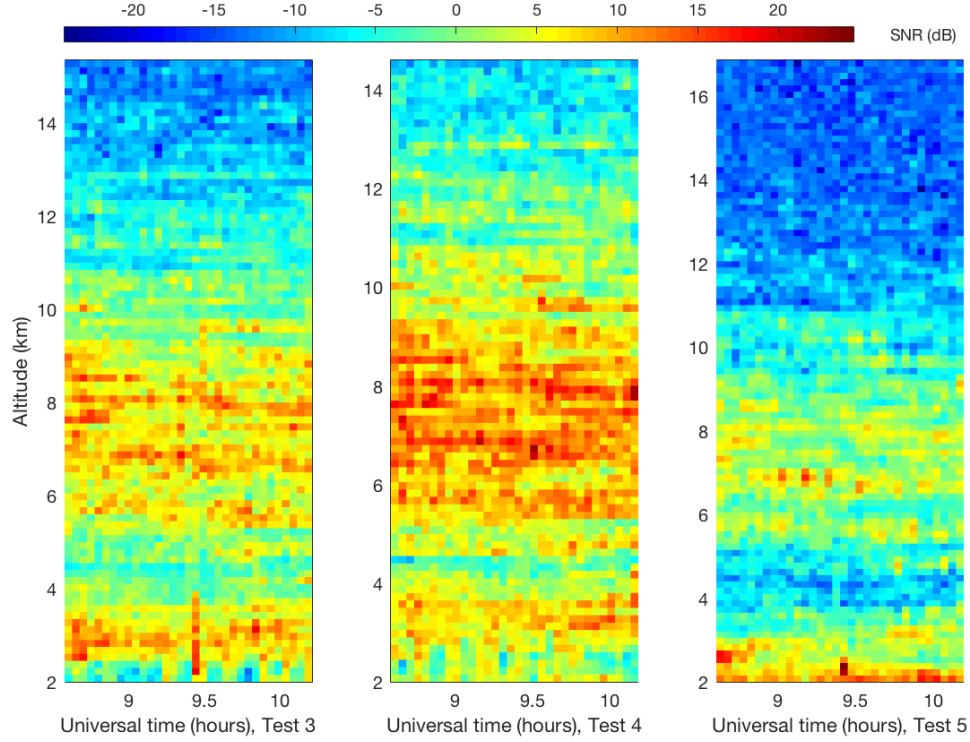 -20 -15 -10 -5 0 5 10 15 20
SNR (dB)
Altitude (km)
14
12
10
8
6
4
2
9 9.5 10
Universal time (hours), Test 3
14
12
10
8
6
4
2
9 9.5 10
Universal time (hours), Test 4
16
14
12
10
8
6
4
2
9 9.5 10
Universal time (hours), Test 5